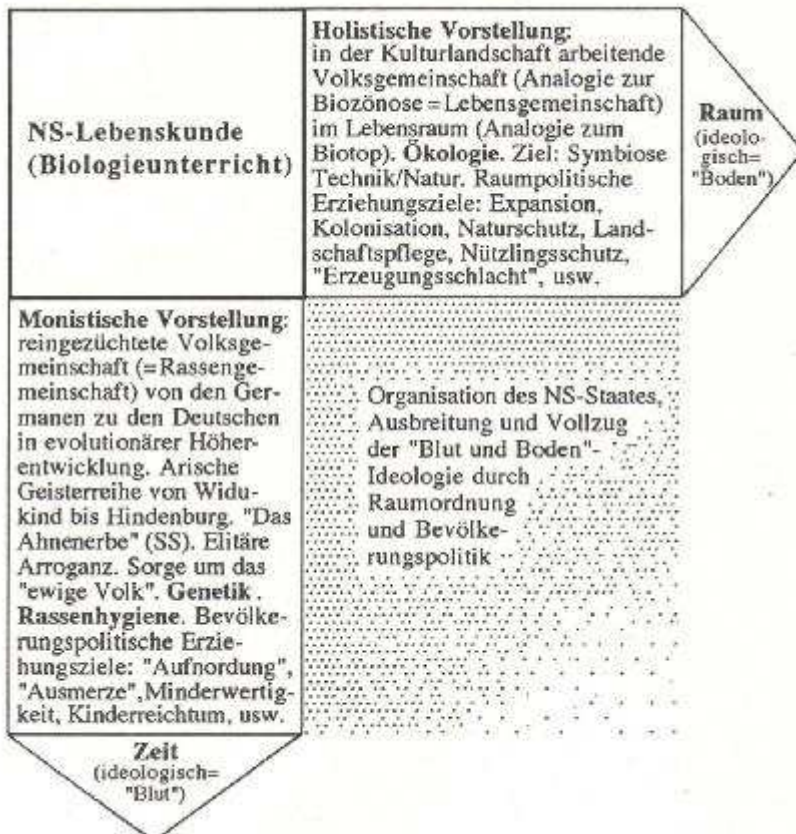 NS-Lebenskunde
(Biologieunterricht)
Holistische Vorstellung:
in der Kulturlandschaft arbeitende
Volksgemeinschaft (Analogie zur
Biozönose = Lebensgemeinschaft)
im Lebensraum (Analogie zum
Biotop). Ökologie. Ziel: Symbiose
Technik/Natur. Raumpolitische
Erziehungsziele: Expansion,
Kolonisation, Naturschutz, Land-
schaftspflege, Nützlingsschutz,
"Erzeugungsschlacht", usw.
Raum
(ideolo-
gisch=
"Boden")
Monistische Vorstellung:
reingezüchtete Volksge-
meinschaft (=Rassenge-
meinschaft) von den Ger-
manen zu den Deutschen
in evolutionärer Höher-
entwicklung. Arische
Geisterreihe von Widu-
kind bis Hindenburg. "Das
Ahnenerbe" (SS). Elitäre
Arroganz. Sorge um das
"ewige Volk". Genetik.
Rassenhygiene. Bevölke-
rungspolitische Erzie-
hungsziele: "Aufnordung",
"Ausmerze",Minderwertig-
keit, Kinderreichtum, usw.
Organisation des NS-Staates,
Ausbreitung und Vollzug
der "Blut und Boden"-
Ideologie durch
Raumordnung
und Bevölke-
rungspolitik
Zeit
(ideologisch=
"Blut")